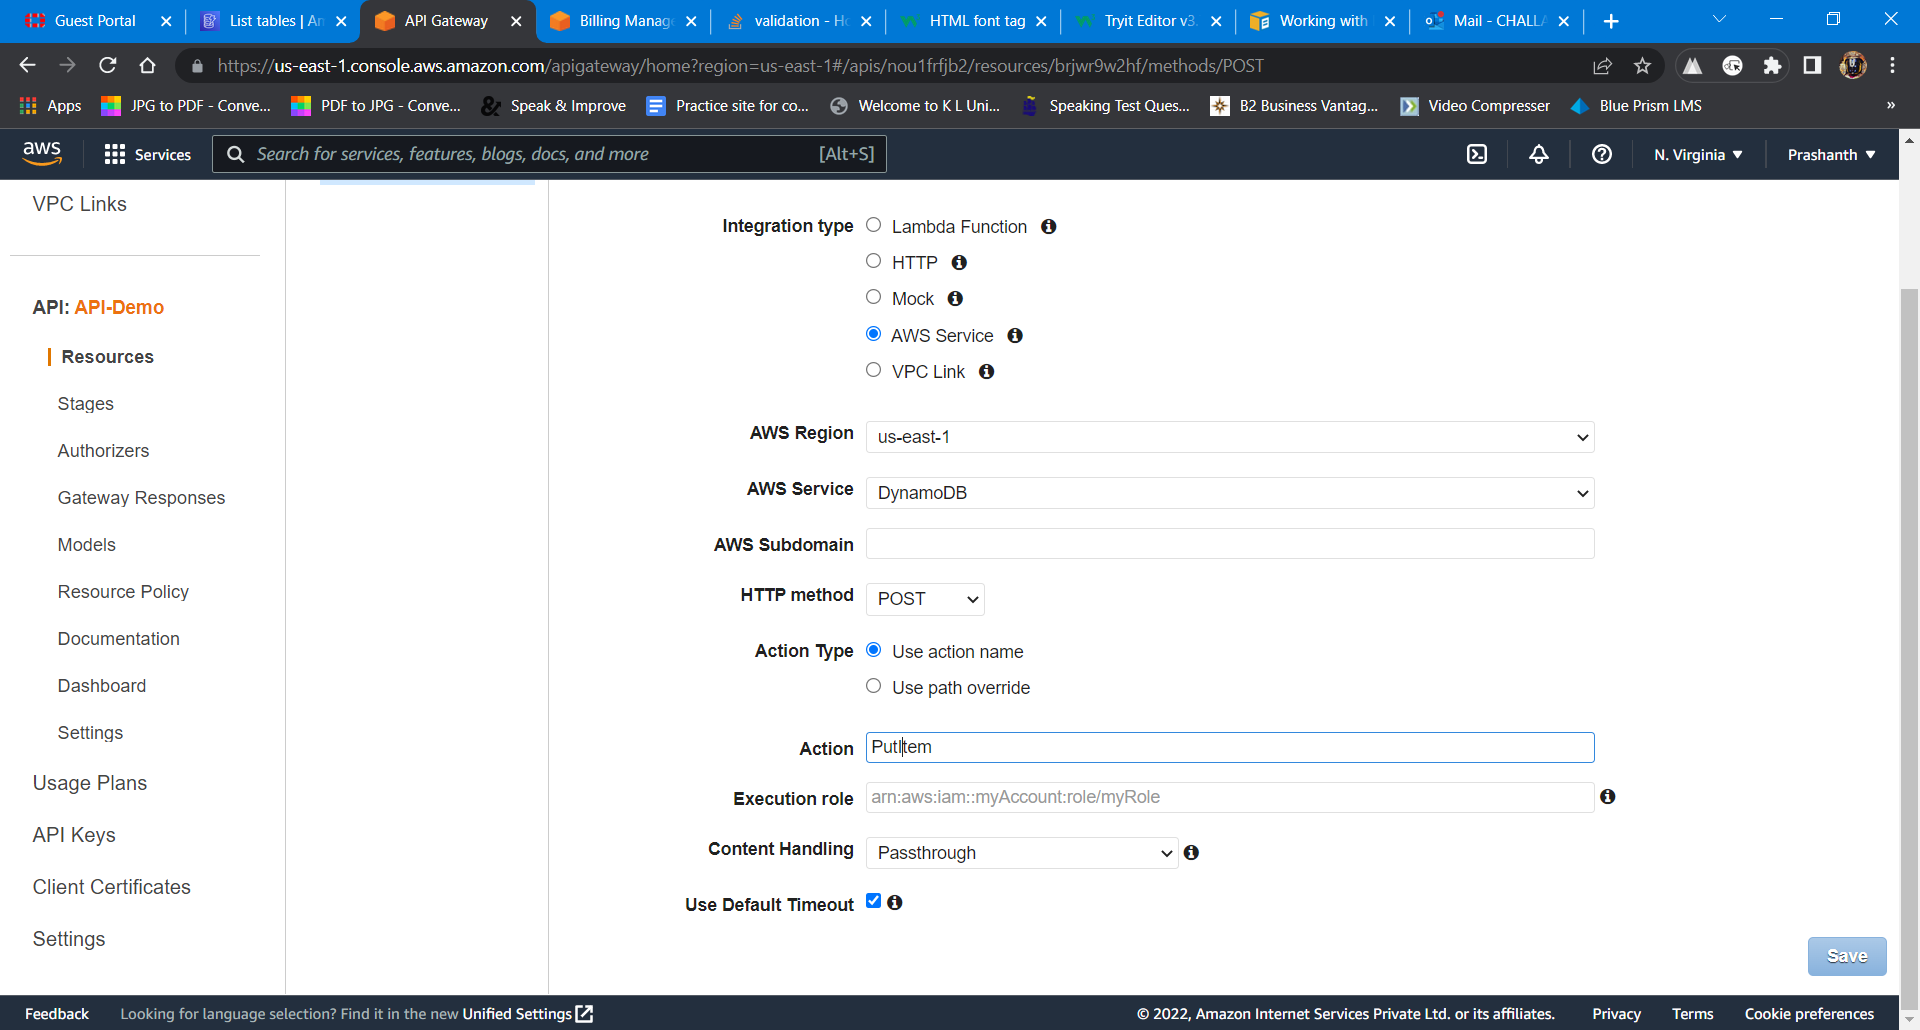 Guest Portal
List tables | Am
API Gateway
Billing Manage
validation - Ho
HTML font tag
Tryit Editor v3.
Working with
Mail - CHALLA
https://us-east-1.console.aws.amazon.com/apigateway/home?region=us-east-1#/apis/nou1frfjb2/resources/brjwr9w2hf/methods/POST
Apps
JPG to PDF - Conve...
PDF to JPG - Conve...
Speak & Improve
Practice site for co...
Welcome to K L Uni...
Speaking Test Ques...
B2 Business Vantag...
Video Compresser
Blue Prism LMS
»
aws
Services
Search for services, features, blogs, docs, and more
[Alt+S]
N. Virginia
Prashanth
VPC Links
API: API-Demo
Resources
Stages
Authorizers
Gateway Responses
Models
Resource Policy
Documentation
Dashboard
Settings
Usage Plans
API Keys
Client Certificates
Settings
Integration type
Lambda Function
HTTP
Mock
AWS Service
VPC Link
AWS Region
us-east-1
AWS Service
DynamoDB
AWS Subdomain
HTTP method
POST
Action Type
Use action name
Use path override
Action
PutItem
Execution role
arn:aws:iam::myAccount:role/myRole
Content Handling
Passthrough
Use Default Timeout
Save
Feedback
Looking for language selection? Find it in the new Unified Settings
© 2022, Amazon Internet Services Private Ltd. or its affiliates.
Privacy
Terms
Cookie preferences